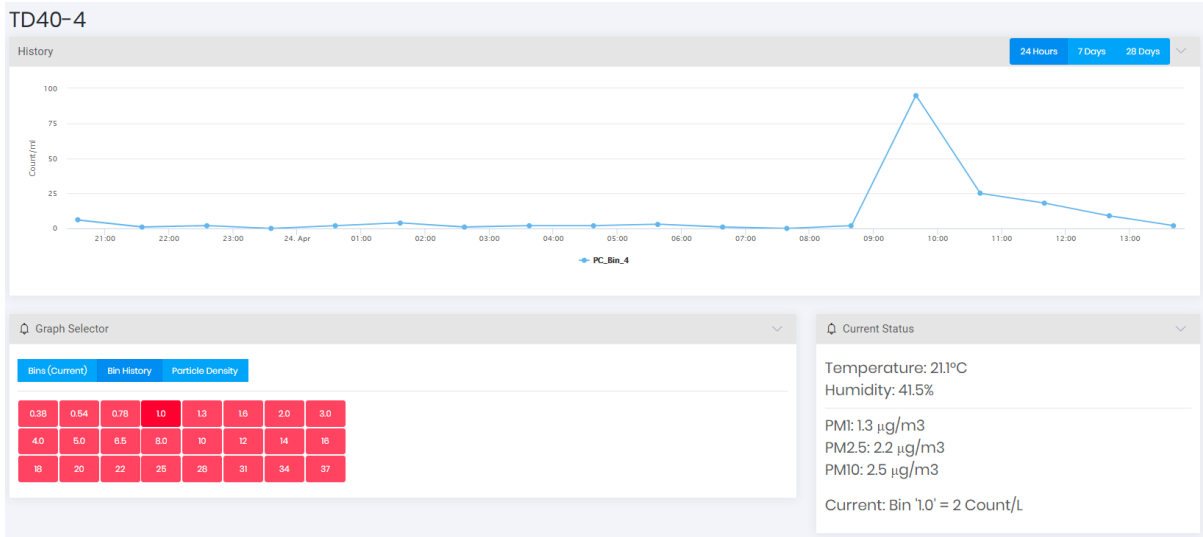 TD40-4
History
24 Hours 7 Days 28 Days
100
75
50
25
0
Count/ml
21:00 22:00 23:00 24. Apr 01:00 02:00 03:00 04:00 05:00 06:00 07:00 08:00 09:00 10:00 11:00 12:00 13:00
PC_Bin_4
Graph Selector
Bins (Current) Bin History Particle Density
0.38 0.54 0.78 1.0 1.3 1.6 2.0 3.0
4.0 5.0 6.5 8.0 10 12 14 16
18 20 22 25 28 31 34 37
Current Status
Temperature: 21.1°C
Humidity: 41.5%
PM1: 1.3 µg/m3
PM2.5: 2.2 µg/m3
PM10: 2.5 µg/m3
Current: Bin '1.0' = 2 Count/L